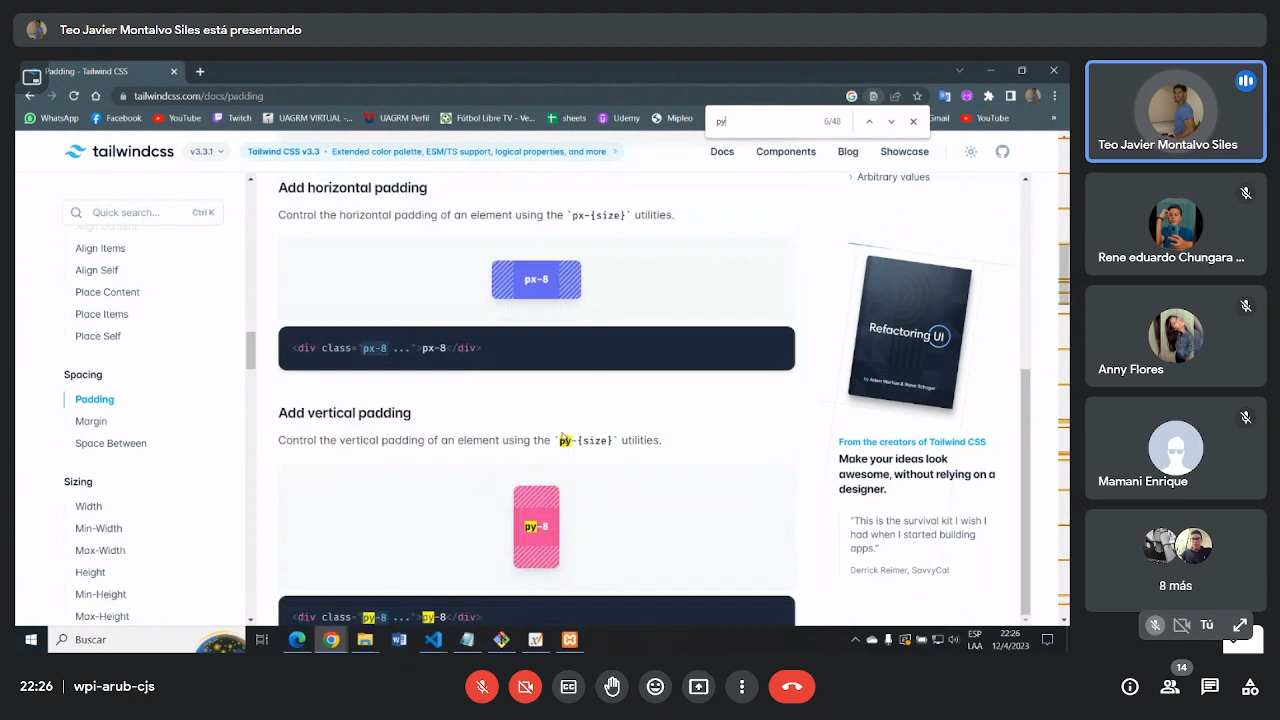 Teo Javier Montalvo Siles está presentando
Padding - Tailwind CSS
tailwindcss.com/docs/padding
WhatsApp
Facebook
YouTube
Twitch
UAGRM VIRTUAL -...
UAGRM Perfil
Fútbol Libre TV - Ve...
sheets
Udemy
Mipleo
Gmail
YouTube
»
py
6/48
tailwindcss
v3.3.1
Tailwind CSS v3.3 · Extended color palette, ESM/TS support, logical properties, and more
Docs
Components
Blog
Showcase
Quick search...
Ctrl K
Align Content
Align Items
Align Self
Place Content
Place Items
Place Self
Spacing
Padding
Margin
Space Between
Sizing
Width
Min-Width
Max-Width
Height
Min-Height
Max-Height
Add horizontal padding
Control the horizontal padding of an element using the `px-{size}` utilities.
px-8
<div class="px-8 ...">px-8</div>
Add vertical padding
Control the vertical padding of an element using the `py-{size}` utilities.
py-8
<div class="py-8 ...">py-8</div>
Arbitrary values
Refactoring UI
by Adam Wathan & Steve Schoger
From the creators of Tailwind CSS
Make your ideas look
awesome, without relying on a
designer.
“This is the survival kit I wish I
had when I started building
apps.”
Derrick Reimer, SavvyCal
Buscar
ESP
LAA
22:26
12/4/2023
Teo Javier Montalvo Siles
Rene eduardo Chungara ...
Anny Flores
Mamani Enrique
8 más
Tú
22:26 | wpi-arub-cjs
14